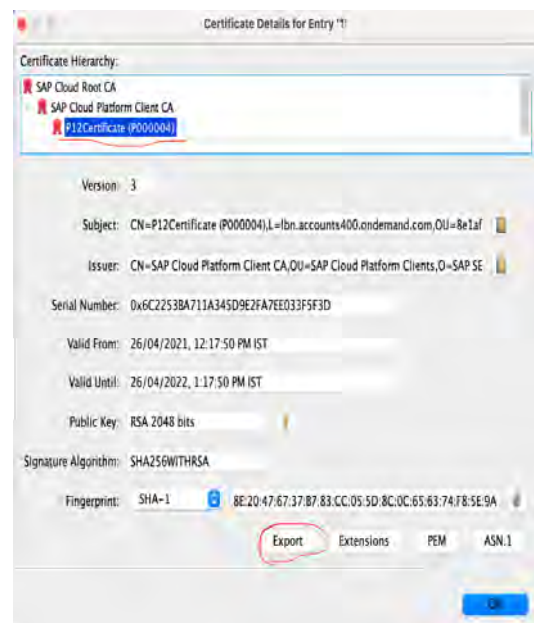 Certificate Details for Entry '1'
Certificate Hierarchy:
SAP Cloud Root CA
SAP Cloud Platform Client CA
P12Certificate (P000004)
Version: 3
Subject: CN=P12Certificate (P000004),L=lbn.accounts400.ondemand.com,OU=8e1af
Issuer: CN=SAP Cloud Platform Client CA,OU=SAP Cloud Platform Clients,O=SAP SE
Serial Number: 0x6C2253BA711A345D9E2FA7EE033F5F3D
Valid From: 26/04/2021, 12:17:50 PM IST
Valid Until: 26/04/2022, 1:17:50 PM IST
Public Key: RSA 2048 bits
Signature Algorithm: SHA256WITHRSA
Fingerprint: SHA-1 8E:20:47:67:37:B7:83:CC:05:5D:8C:0C:65:63:74:F8:5E:9A
Export Extensions PEM ASN.1
OK